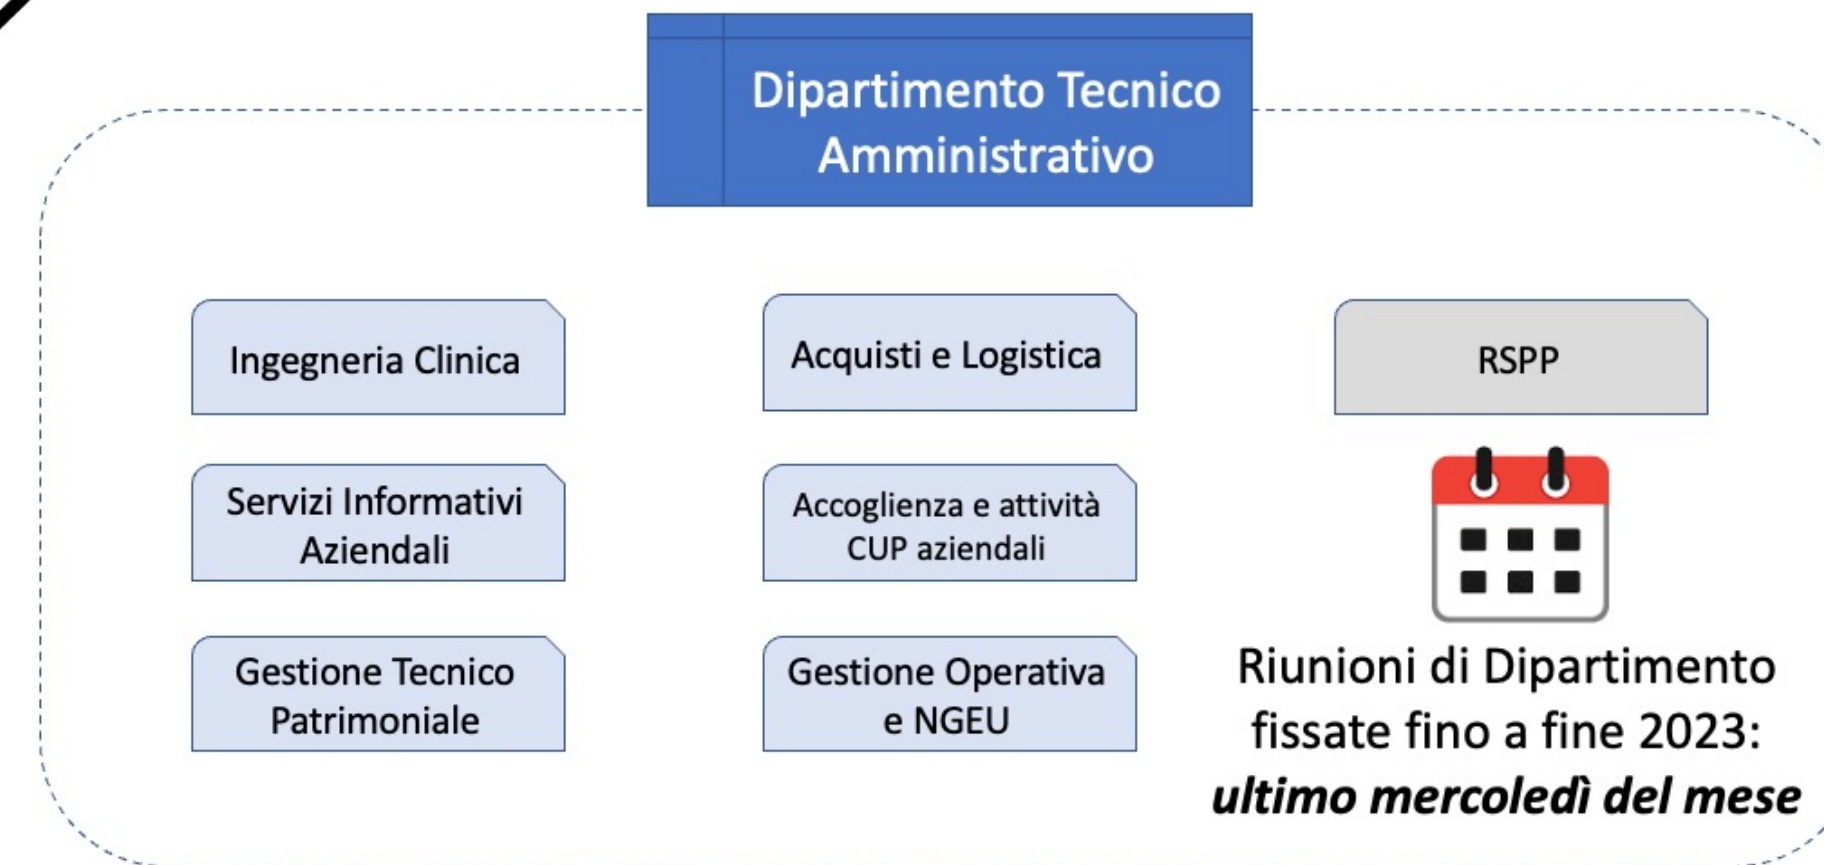 Dipartimento Tecnico
Amministrativo
Ingegneria Clinica
Acquisti e Logistica
RSPP
Servizi Informativi
Aziendali
Accoglienza e attività
CUP aziendali
Gestione Tecnico
Patrimoniale
Gestione Operativa
e NGEU
Riunioni di Dipartimento
fissate fino a fine 2023:
ultimo mercoledì del mese